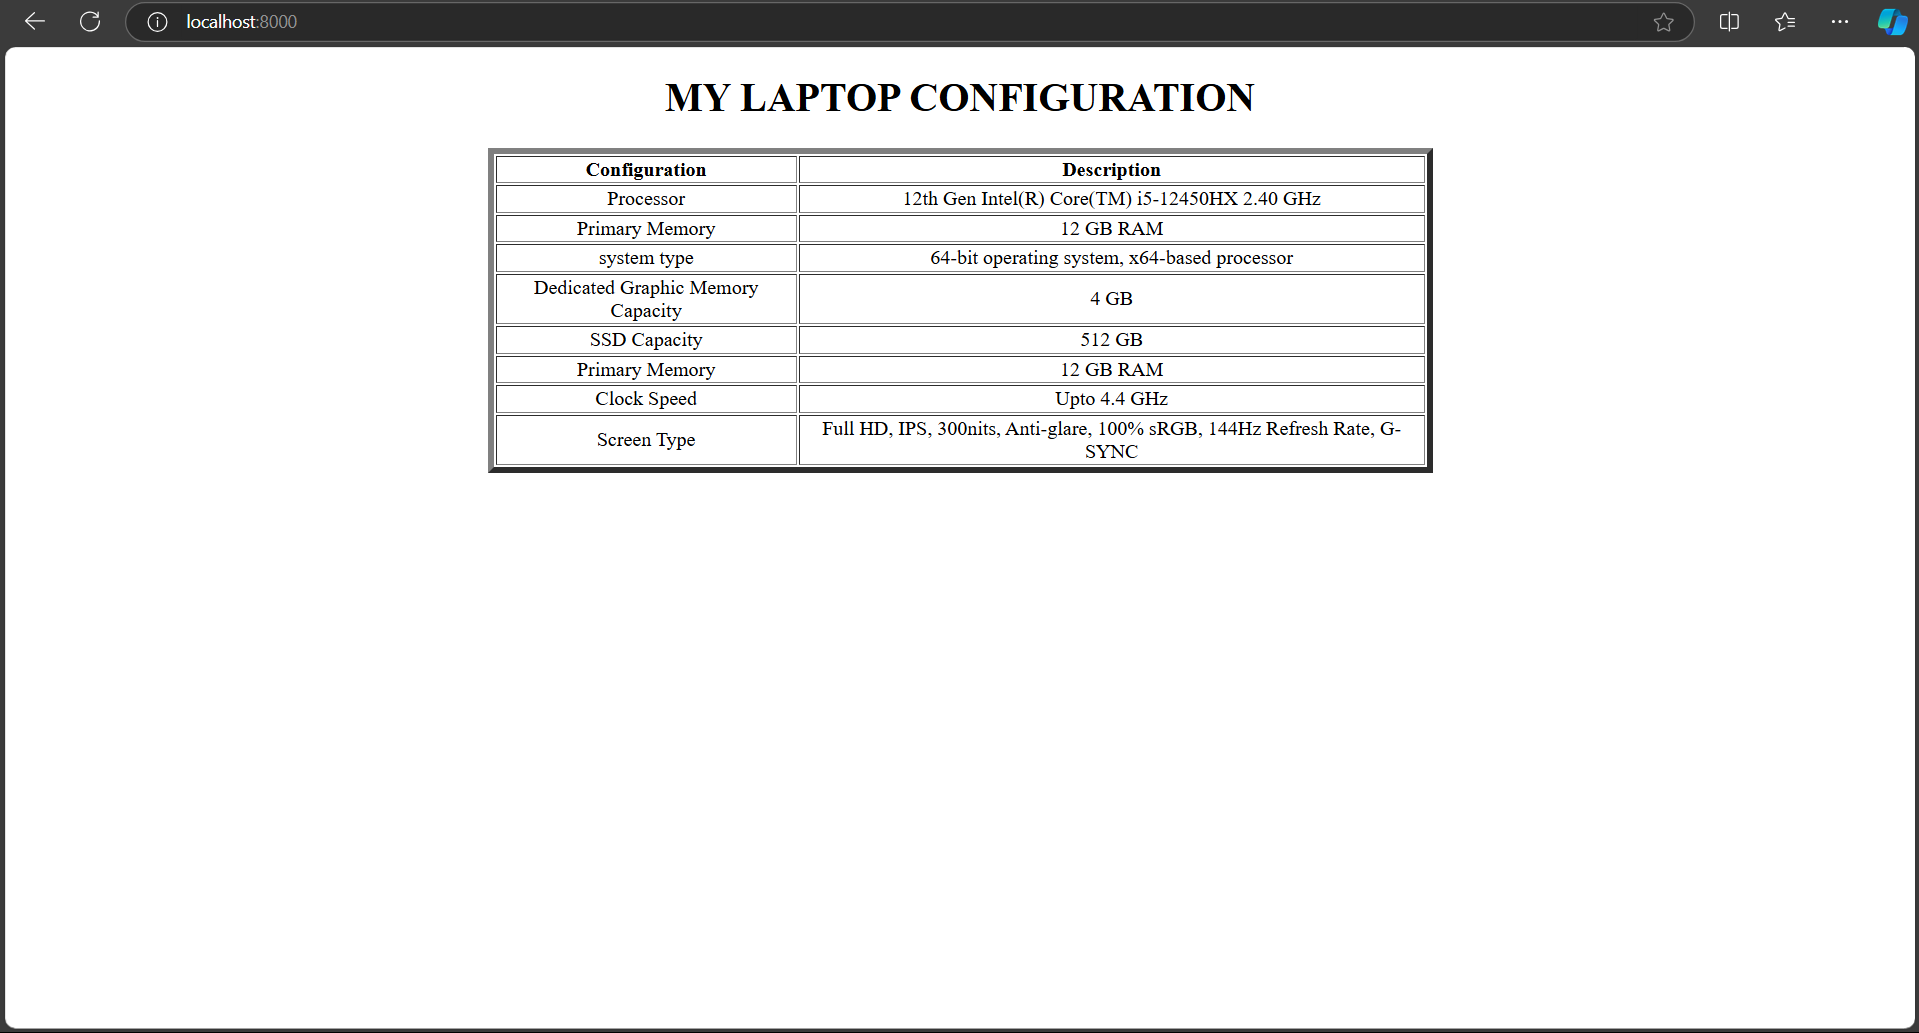 localhost:8000
MY LAPTOP CONFIGURATION
Configuration Description
Processor 12th Gen Intel(R) Core(TM) i5-12450HX 2.40 GHz
Primary Memory 12 GB RAM
system type 64-bit operating system, x64-based processor
Dedicated Graphic Memory
Capacity 4 GB
SSD Capacity 512 GB
Primary Memory 12 GB RAM
Clock Speed Upto 4.4 GHz
Screen Type Full HD, IPS, 300nits, Anti-glare, 100% sRGB, 144Hz Refresh Rate, G-
SYNC